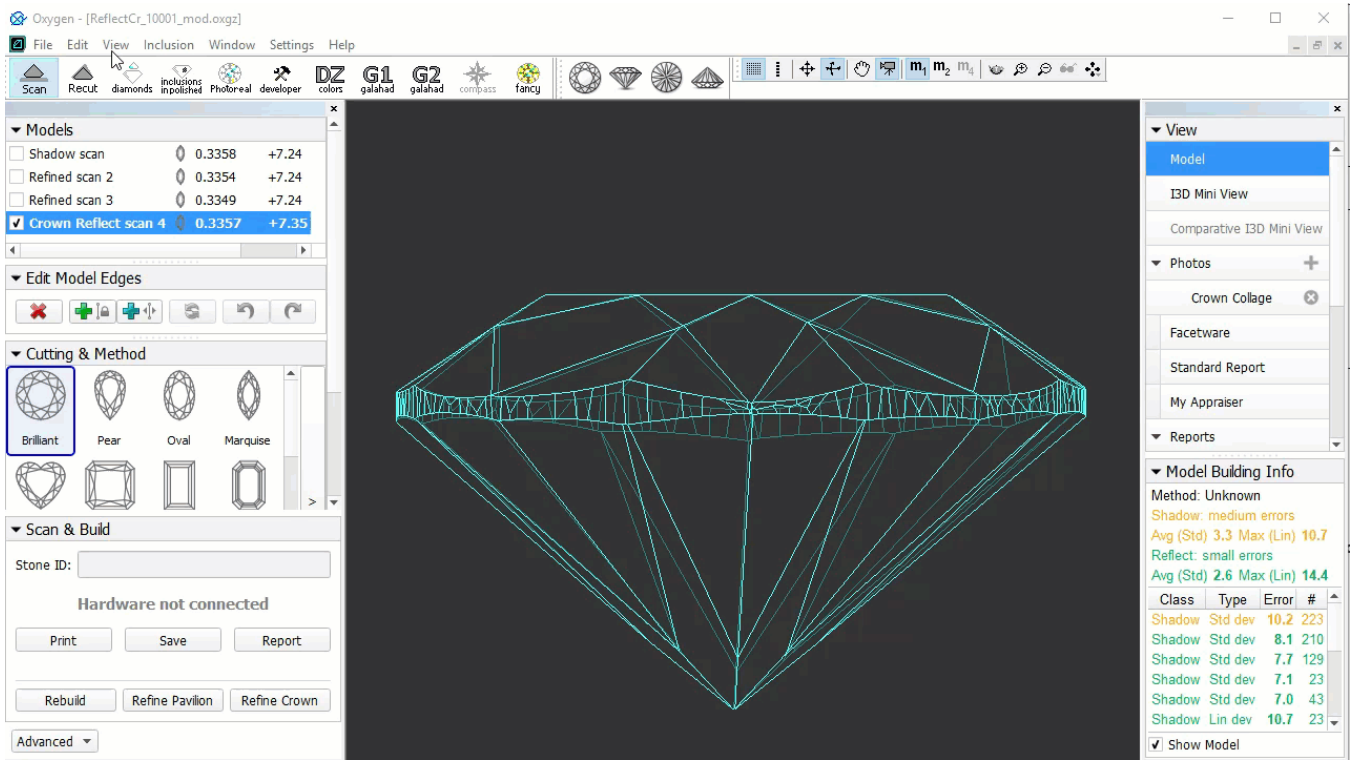 Oxygen - [ReflectCr_10001_mod.oxgz]
File Edit View Inclusion Window Settings Help
Scan Recut diamonds inclusions inpolished Photoreal developer DZ colors G1 galahad G2 galahad compass fancy m1 m2 m4
Models
Shadow scan 0.3358 +7.24
Refined scan 2 0.3354 +7.24
Refined scan 3 0.3349 +7.24
Crown Reflect scan 4 0.3357 +7.35
Edit Model Edges
Cutting & Method
Brilliant Pear Oval Marquise
>
Scan & Build
Stone ID:
Hardware not connected
Print Save Report
Rebuild Refine Pavilion Refine Crown
Advanced
View
Model
I3D Mini View
Comparative I3D Mini View
Photos
Crown Collage
Facetware
Standard Report
My Appraiser
Reports
Model Building Info
Method: Unknown
Shadow: medium errors
Avg (Std) 3.3 Max (Lin) 10.7
Reflect: small errors
Avg (Std) 2.6 Max (Lin) 14.4
Class Type Error #
Shadow Std dev 10.2 223
Shadow Std dev 8.1 210
Shadow Std dev 7.7 129
Shadow Std dev 7.1 23
Shadow Std dev 7.0 43
Shadow Lin dev 10.7 23
Show Model